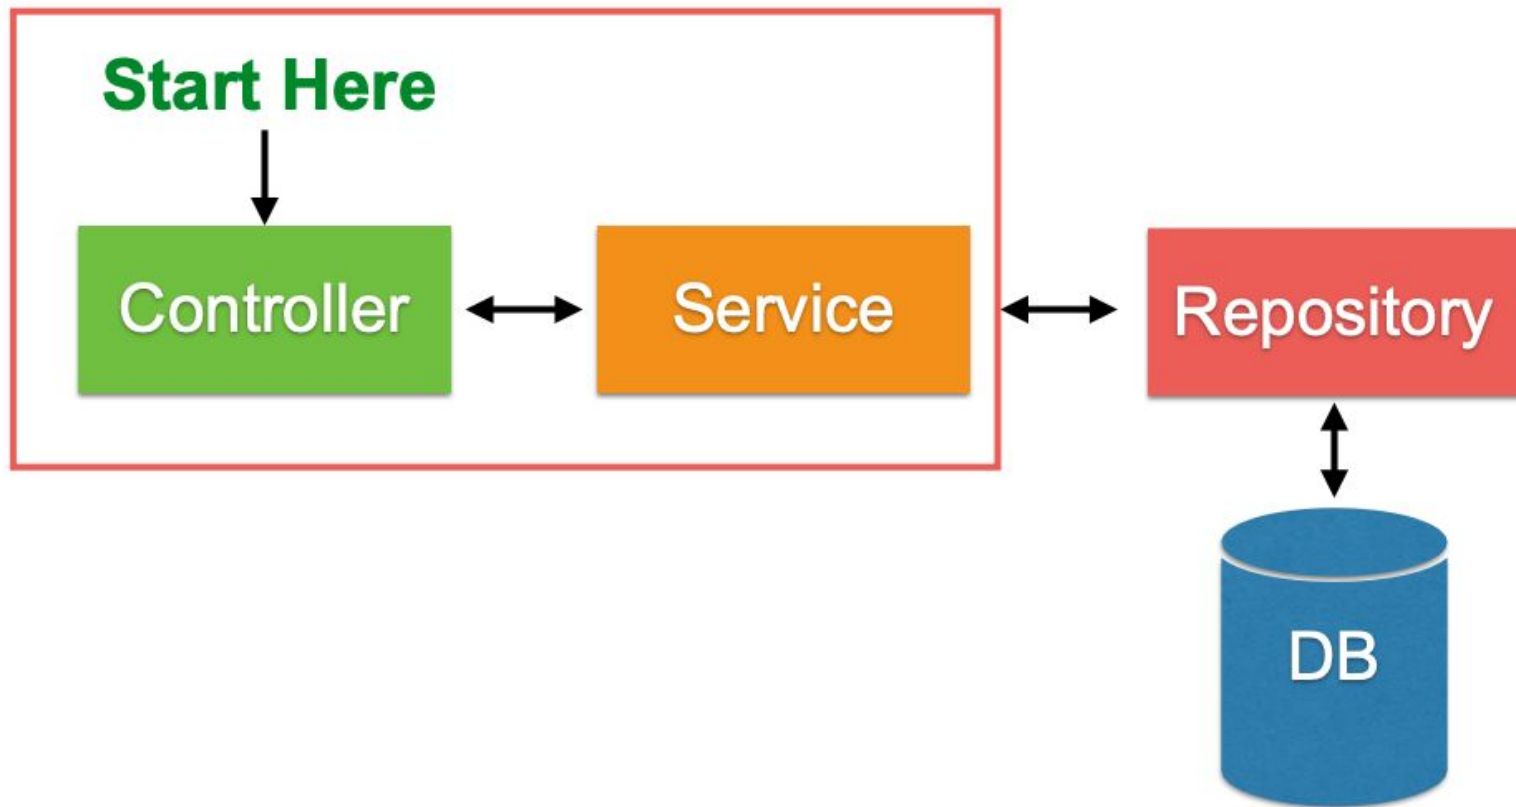 Start Here
Controller
Service
Repository
DB